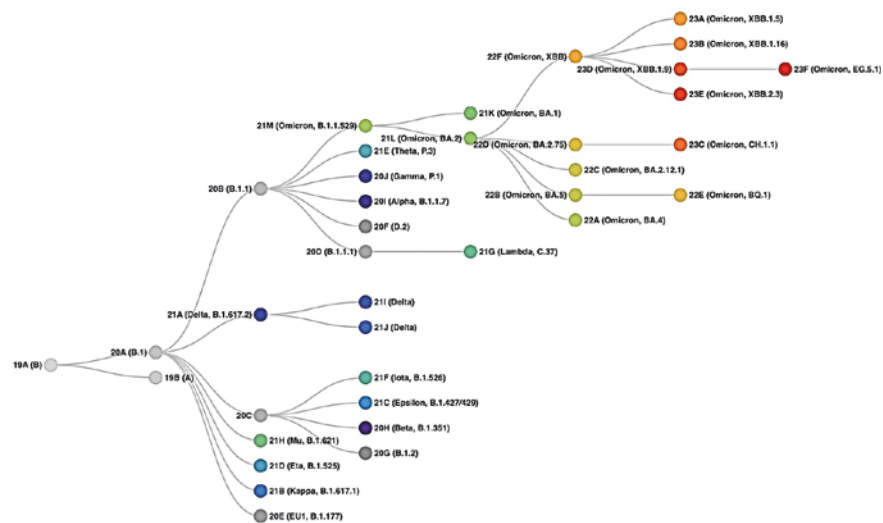 23A (Omicron, XBB.1.5)
23B (Omicron, XBB.1.16)
22F (Omicron, XBB)
23D (Omicron, XBB.1.9)
23F (Omicron, EG.5.1)
23E (Omicron, XBB.2.3)
21K (Omicron, BA.1)
21M (Omicron, B.1.1.529)
21L (Omicron, BA.2)
22D (Omicron, BA.2.75)
23C (Omicron, CH.1.1)
21E (Theta, P.3)
22C (Omicron, BA.2.12.1)
20J (Gamma, P.1)
20B (B.1.1)
22B (Omicron, BA.5)
22E (Omicron, BQ.1)
20I (Alpha, B.1.1.7)
22A (Omicron, BA.4)
20F (D.2)
20D (B.1.1.1)
21G (Lambda, C.37)
21I (Delta)
21A (Delta, B.1.617.2)
21J (Delta)
20A (B.1)
19A (B)
19B (A)
21F (Iota, B.1.526)
21C (Epsilon, B.1.427/429)
20C
20H (Beta, B.1.351)
21H (Mu, B.1.621)
20G (B.1.2)
21D (Eta, B.1.525)
21B (Kappa, B.1.617.1)
20E (EU1, B.1.177)